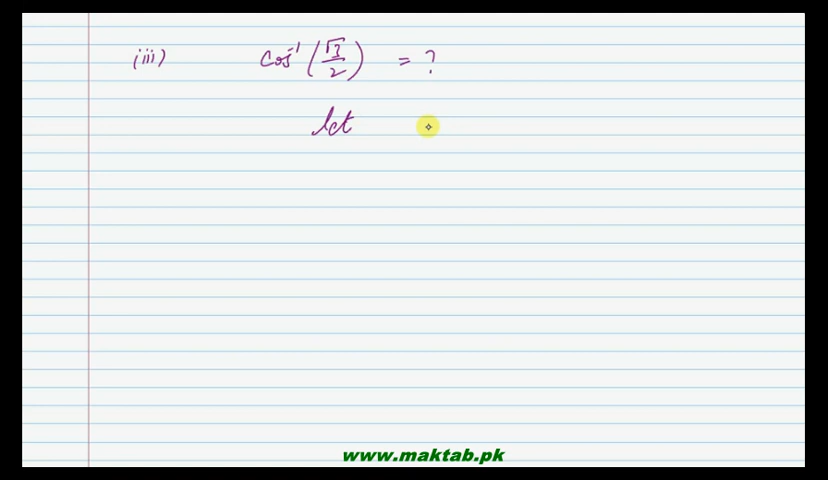 (iii) Cos⁻¹(√3/2) = ?
let
www.maktab.pk